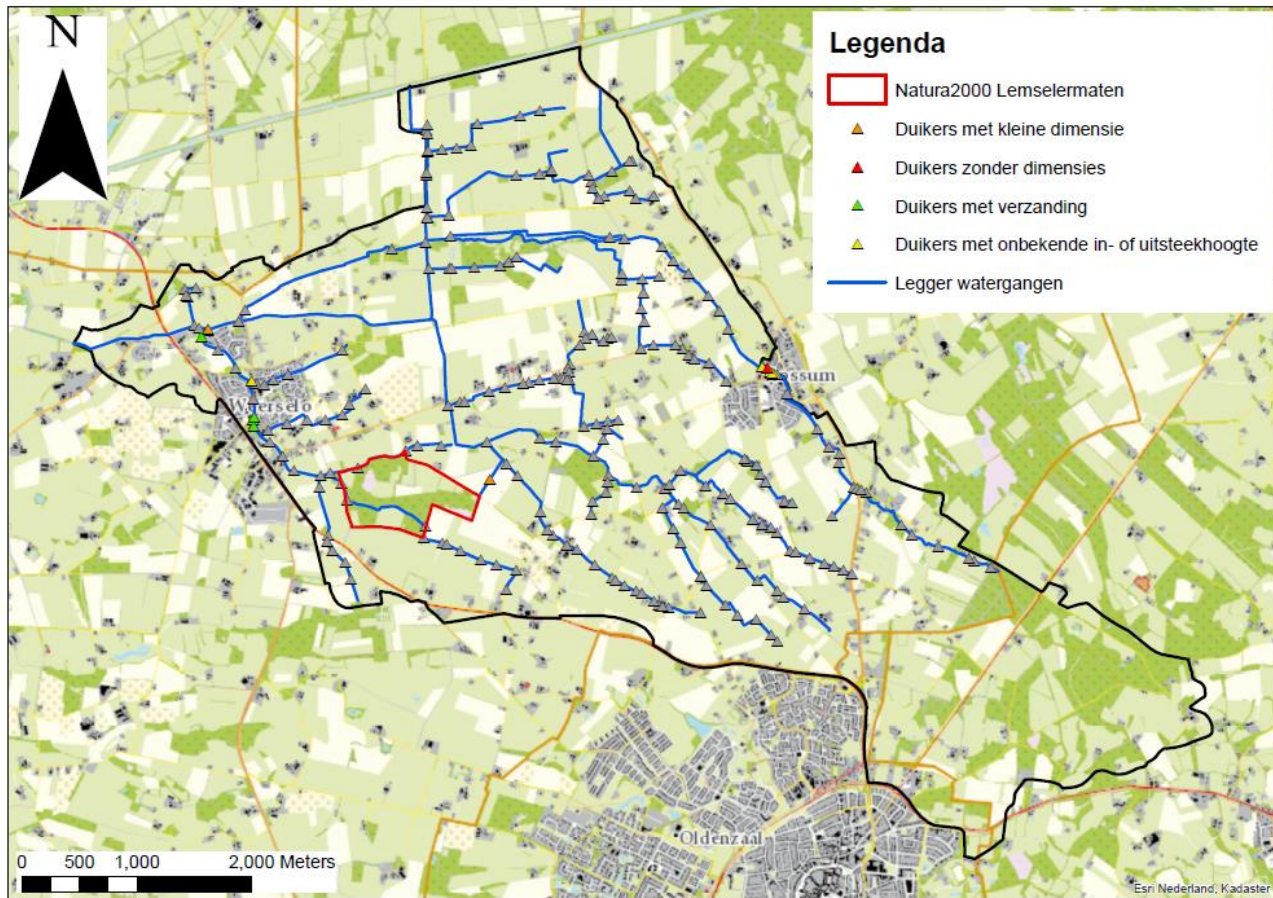 N
Legenda
Natura2000 Lemselermaten
Duikers met kleine dimensie
Duikers zonder dimensies
Duikers met verzanding
Duikers met onbekende in- of uitsteekhoogte
Legger watergangen
Oldenzaal
0 500 1,000 2,000 Meters
Esri Nederland, Kadaster